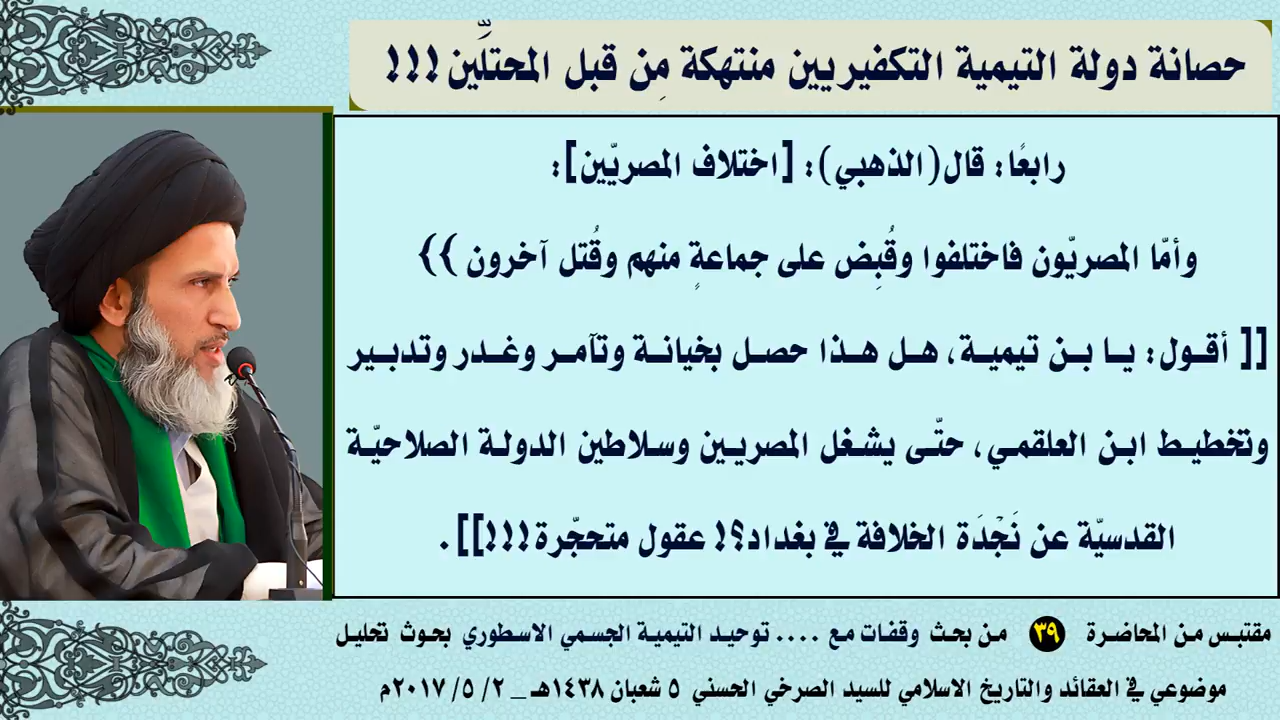 حصانة دولة التيمية التكفيريين منتهكة مِن قبل المحتلّين!!!
رابعًا: قال(الذهبي): [اختلاف المصريّين]:
وأمّا المصريّون فاختلفوا وقُبِض على جماعةٍ منهم وقُتل آخرون}}
[[ أقول: يا بن تيمية، هل هذا حصل بخيانة وتآمر وغدر وتدبير
وتخطيط ابن العلقمي، حتّى يشغل المصريين وسلاطين الدولة الصلاحيّة
القدسيّة عن نَجْدَة الخلافة في بغداد؟! عقول متحجّرة!!!]].
مقتبس من المحاضرة ٣٩ من بحث وقفات مع .... توحيد التيمية الجسمي الاسطوري بحوث تحليل
موضوعي في العقائد والتاريخ الاسلامي للسيد الصرخي الحسني ٥ شعبان ١٤٣٨هـ _ ٢/ ٥/ ٢٠١٧م